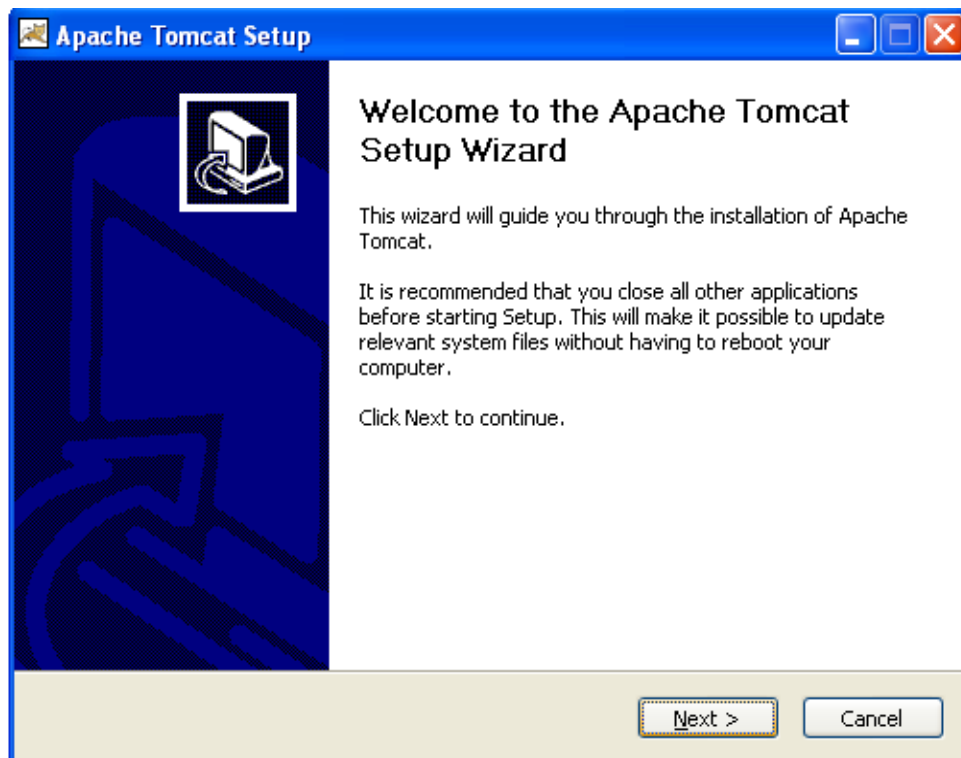 Apache Tomcat Setup
Welcome to the Apache Tomcat
Setup Wizard
This wizard will guide you through the installation of Apache
Tomcat.
It is recommended that you close all other applications
before starting Setup. This will make it possible to update
relevant system files without having to reboot your
computer.
Click Next to continue.
Next >
Cancel